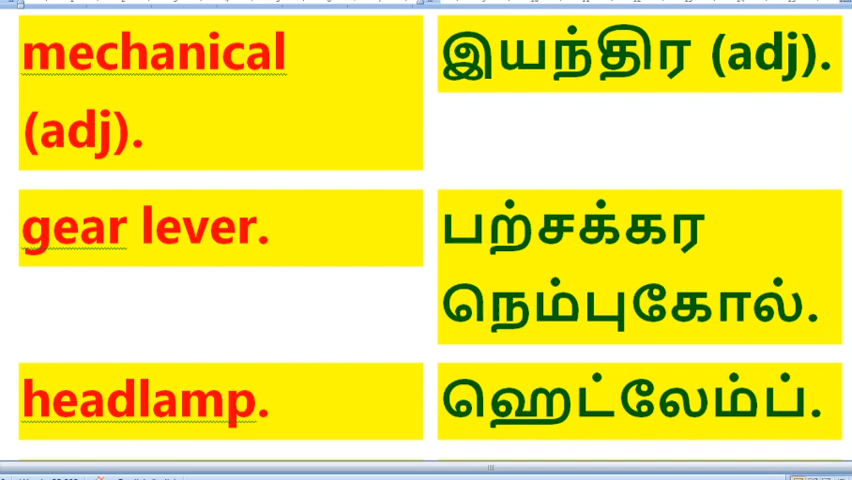 mechanical
(adj).
இயந்திர (adj).
gear lever.
பற்சக்கர
நெம்புகோல்.
headlamp.
ஹெட்லேம்ப்.